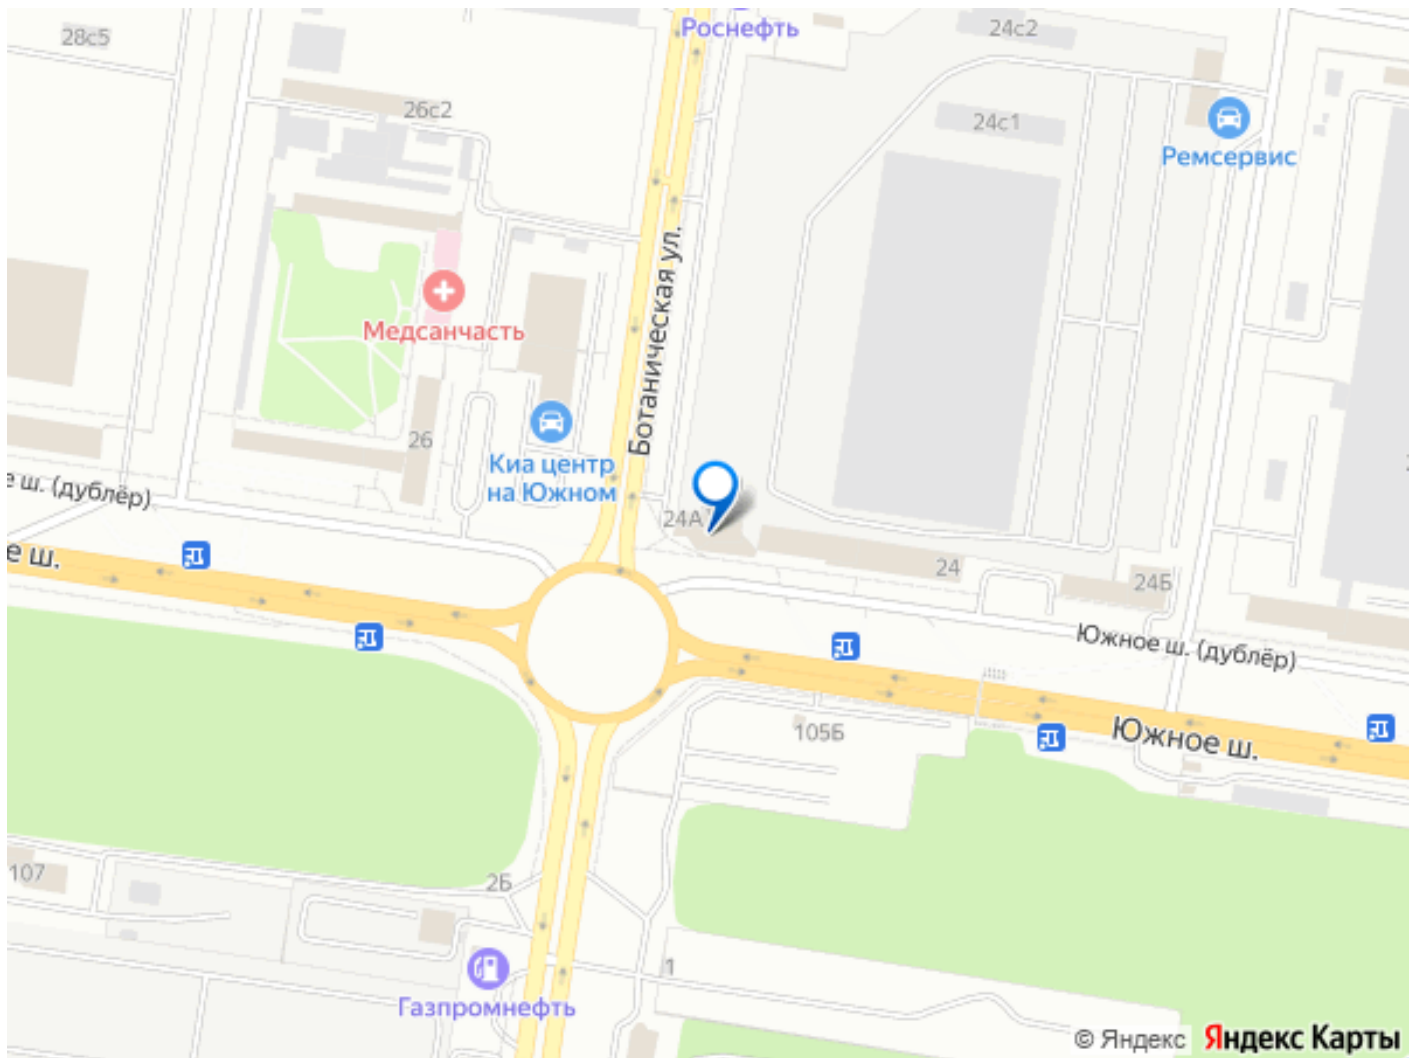 Роснефть
28с5
24с2
26с2
24с1
Ремсервис
Ботаническая ул.
Медсанчасть
26
Киа центр
на Южном
е ш. (дублёр)
24А
е ш.
24
24Б
Южное ш. (дублёр)
105Б
Южное ш.
107
2Б
1
Газпромнефть
© Яндекс Яндекс Карты